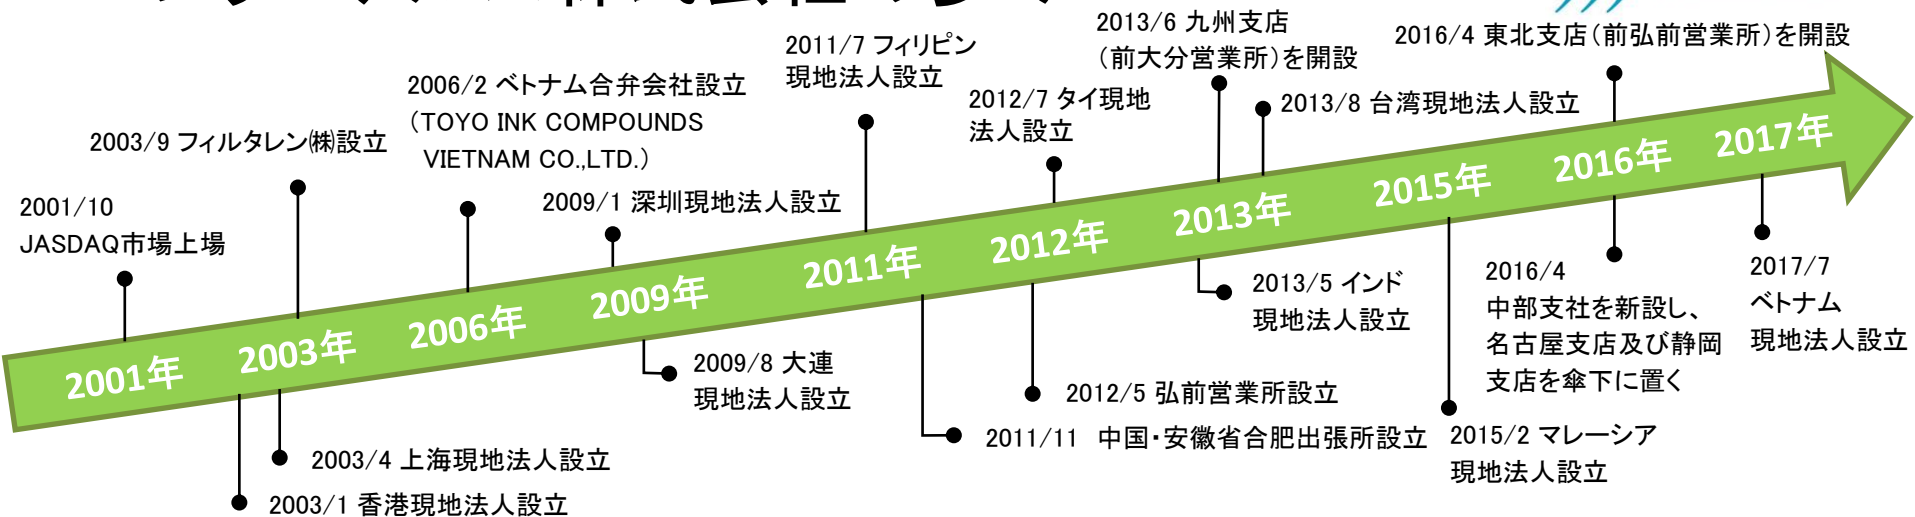 2001/10
JASDAQ市場上場
2003/9 フィルタレン㈱設立
2006/2 ベトナム合弁会社設立
（TOYO INK COMPOUNDS
VIETNAM CO.,LTD.）
2009/1 深圳現地法人設立
2011/7 フィリピン
現地法人設立
2012/7 タイ現地
法人設立
2013/6 九州支店
（前大分営業所）を開設
2013/8 台湾現地法人設立
2016/4 東北支店（前弘前営業所）を開設
2001年
2003年
2006年
2009年
2011年
2012年
2013年
2015年
2016年
2017年
2003/1 香港現地法人設立
2003/4 上海現地法人設立
2009/8 大連
現地法人設立
2011/11 中国・安徽省合肥出張所設立
2012/5 弘前営業所設立
2013/5 インド
現地法人設立
2015/2 マレーシア
現地法人設立
2016/4
中部支社を新設し、
名古屋支店及び静岡
支店を傘下に置く
2017/7
ベトナム
現地法人設立